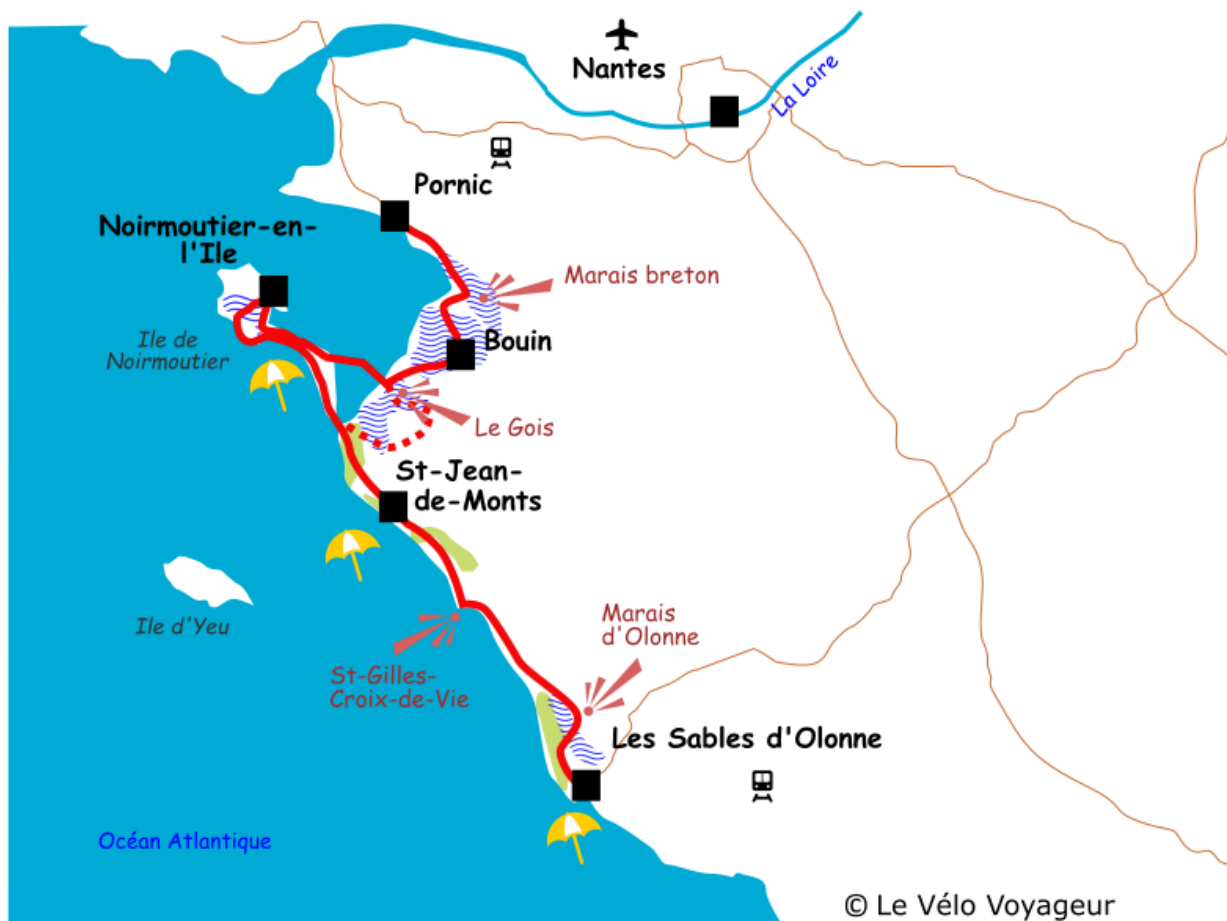 Nantes
La Loire
Pornic
Noirmoutier-en-
l'Ile
Marais breton
Ile de
Noirmoutier
Bouin
Le Gois
St-Jean-
de-Monts
Ile d'Yeu
Marais
d'Olonne
St-Gilles-
Croix-de-Vie
Les Sables d'Olonne
Océan Atlantique
© Le Vélo Voyageur